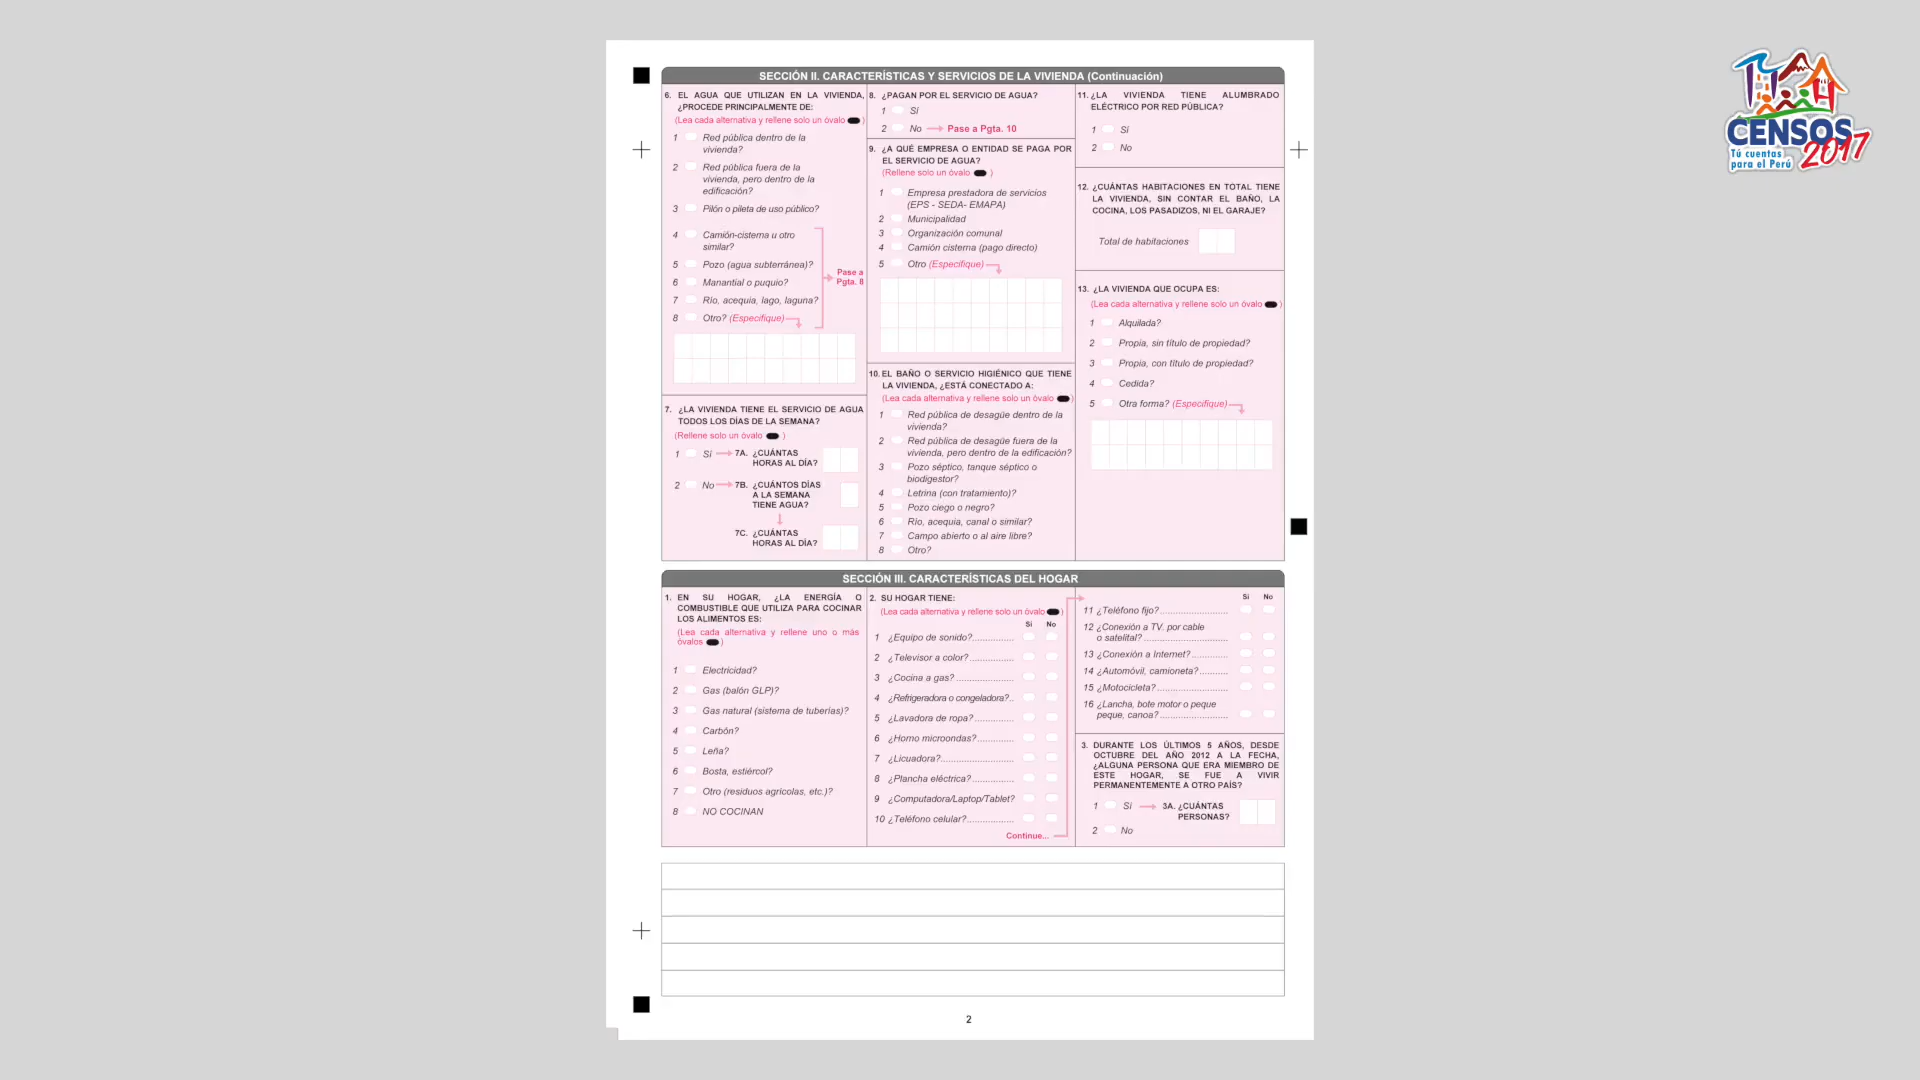 SECCIÓN II. CARACTERÍSTICAS Y SERVICIOS DE LA VIVIENDA (Continuación)
6. EL AGUA QUE UTILIZAN EN LA VIVIENDA,
¿PROCEDE PRINCIPALMENTE DE:
(Lea cada alternativa y rellene solo un óvalo )
1 Red pública dentro de la
vivienda?
2 Red pública fuera de la
vivienda, pero dentro de la
edificación?
3 Pilón o pileta de uso público?
4 Camión-cisterna u otro
similar?
5 Pozo (agua subterránea)?
6 Manantial o puquio?
7 Río, acequia, lago, laguna?
8 Otro? (Especifique)
Pase a
Pgta. 8
7. ¿LA VIVIENDA TIENE EL SERVICIO DE AGUA
TODOS LOS DÍAS DE LA SEMANA?
(Rellene solo un óvalo )
1 Sí 7A. ¿CUÁNTAS
HORAS AL DÍA?
2 No 7B. ¿CUÁNTOS DÍAS
A LA SEMANA
TIENE AGUA?
7C. ¿CUÁNTAS
HORAS AL DÍA?
8. ¿PAGAN POR EL SERVICIO DE AGUA?
1 Sí
2 No Pase a Pgta. 10
9. ¿A QUÉ EMPRESA O ENTIDAD SE PAGA POR
EL SERVICIO DE AGUA?
(Rellene solo un óvalo )
1 Empresa prestadora de servicios
(EPS - SEDA- EMAPA)
2 Municipalidad
3 Organización comunal
4 Camión cisterna (pago directo)
5 Otro (Especifique)
10. EL BAÑO O SERVICIO HIGIÉNICO QUE TIENE
LA VIVIENDA, ¿ESTÁ CONECTADO A:
(Lea cada alternativa y rellene solo un óvalo )
1 Red pública de desagüe dentro de la
vivienda?
2 Red pública de desagüe fuera de la
vivienda, pero dentro de la edificación?
3 Pozo séptico, tanque séptico o
biodigestor?
4 Letrina (con tratamiento)?
5 Pozo ciego o negro?
6 Río, acequia, canal o similar?
7 Campo abierto o al aire libre?
8 Otro?
11. ¿LA VIVIENDA TIENE ALUMBRADO
ELÉCTRICO POR RED PÚBLICA?
1 Sí
2 No
12. ¿CUÁNTAS HABITACIONES EN TOTAL TIENE
LA VIVIENDA, SIN CONTAR EL BAÑO, LA
COCINA, LOS PASADIZOS, NI EL GARAJE?
Total de habitaciones
13. ¿LA VIVIENDA QUE OCUPA ES:
(Lea cada alternativa y rellene solo un óvalo )
1 Alquilada?
2 Propia, sin título de propiedad?
3 Propia, con título de propiedad?
4 Cedida?
5 Otra forma? (Especifique)
SECCIÓN III. CARACTERÍSTICAS DEL HOGAR
1. EN SU HOGAR, ¿LA ENERGÍA O
COMBUSTIBLE QUE UTILIZA PARA COCINAR
LOS ALIMENTOS ES:
(Lea cada alternativa y rellene uno o más
óvalos )
1 Electricidad?
2 Gas (balón GLP)?
3 Gas natural (sistema de tuberías)?
4 Carbón?
5 Leña?
6 Bosta, estiércol?
7 Otro (residuos agrícolas, etc.)?
8 NO COCINAN
2. SU HOGAR TIENE:
(Lea cada alternativa y rellene solo un óvalo )
Sí No
1 ¿Equipo de sonido?...............
2 ¿Televisor a color?................
3 ¿Cocina a gas?.....................
4 ¿Refrigeradora o congeladora?..
5 ¿Lavadora de ropa?..............
6 ¿Horno microondas?.............
7 ¿Licuadora?..........................
8 ¿Plancha eléctrica?...............
9 ¿Computadora/Laptop/Tablet?
10 ¿Teléfono celular?.................
Continue...
Sí No
11 ¿Teléfono fijo?........................
12 ¿Conexión a TV. por cable
o satelital?..............................
13 ¿Conexión a Internet?.............
14 ¿Automóvil, camioneta?..........
15 ¿Motocicleta?.........................
16 ¿Lancha, bote motor o peque
peque, canoa?........................
3. DURANTE LOS ÚLTIMOS 5 AÑOS, DESDE
OCTUBRE DEL AÑO 2012 A LA FECHA,
¿ALGUNA PERSONA QUE ERA MIEMBRO DE
ESTE HOGAR, SE FUE A VIVIR
PERMANENTEMENTE A OTRO PAÍS?
1 Sí 3A. ¿CUÁNTAS
PERSONAS?
2 No
2
CENSOS
2017
Tú cuentas
para el Perú